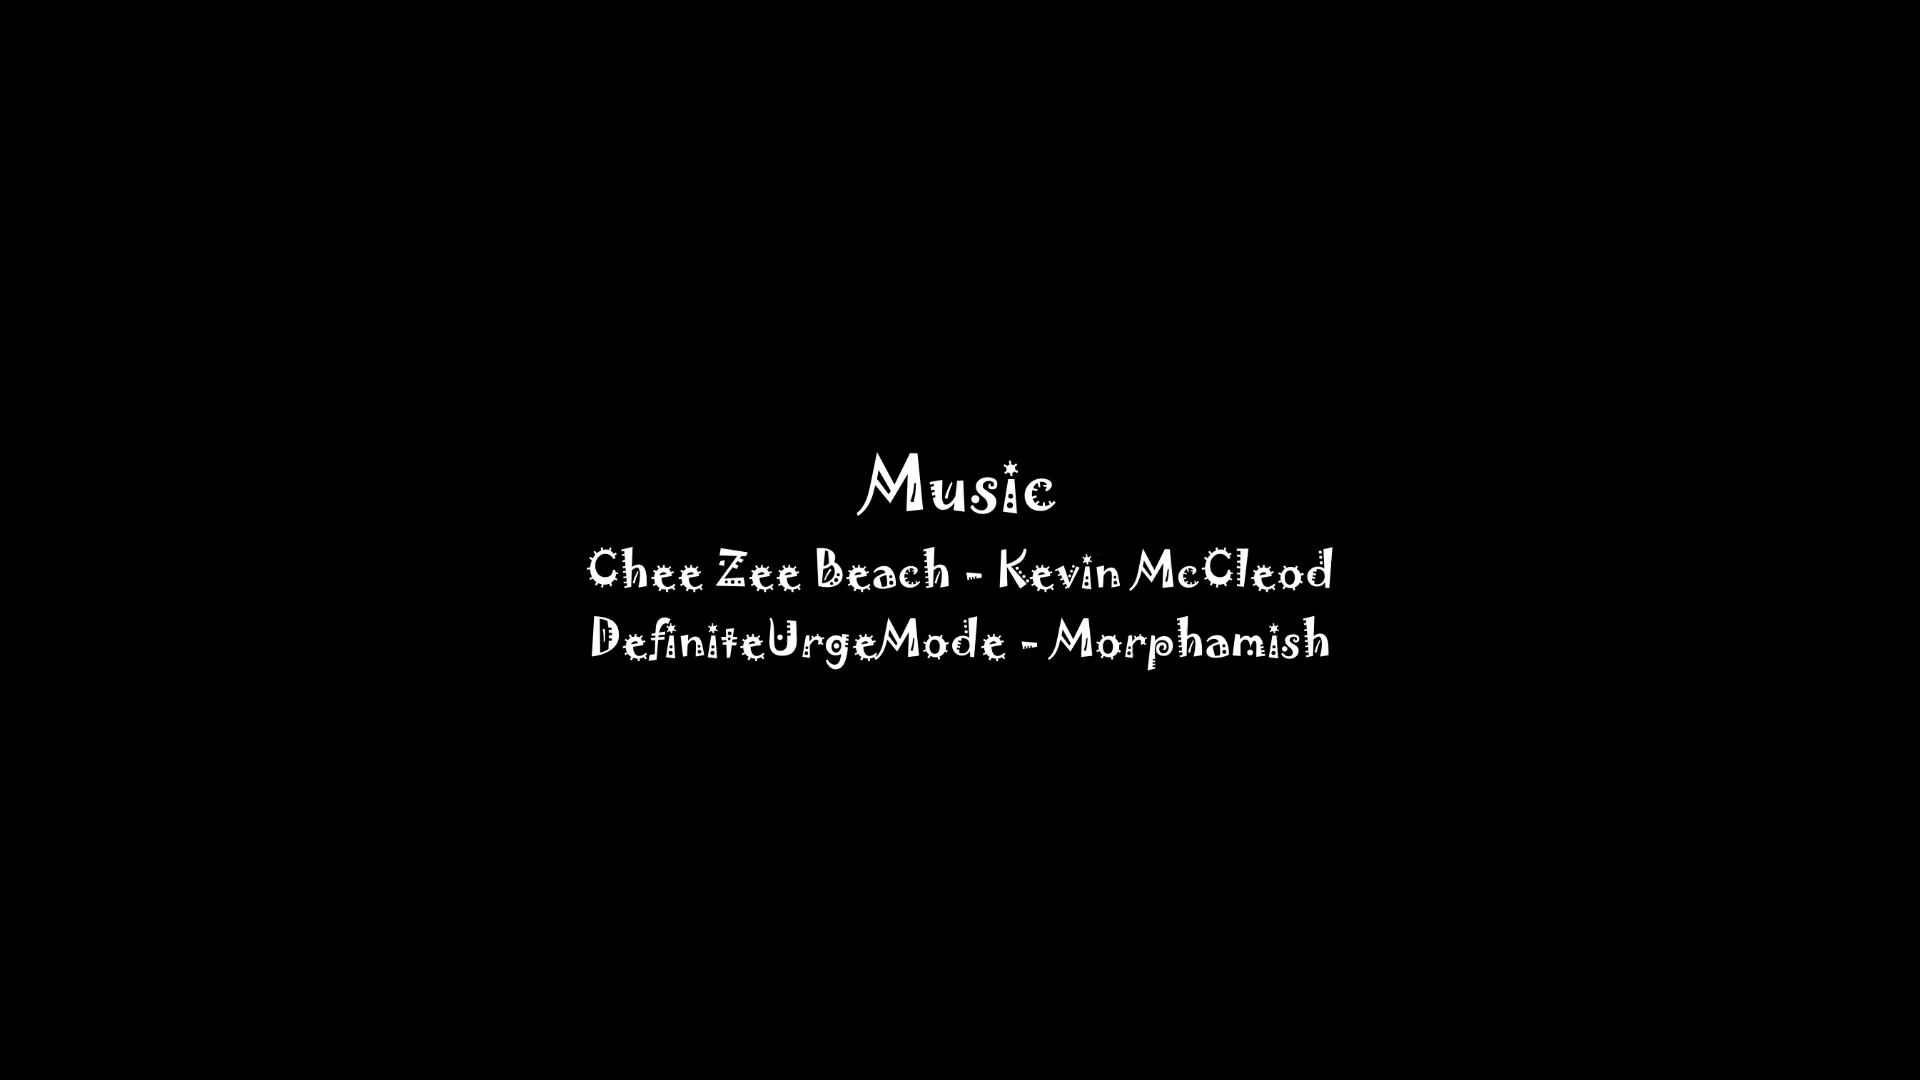 Music
Chee Zee Beach - Kevin McCleod
DefiniteUrgeMode - Morphamish